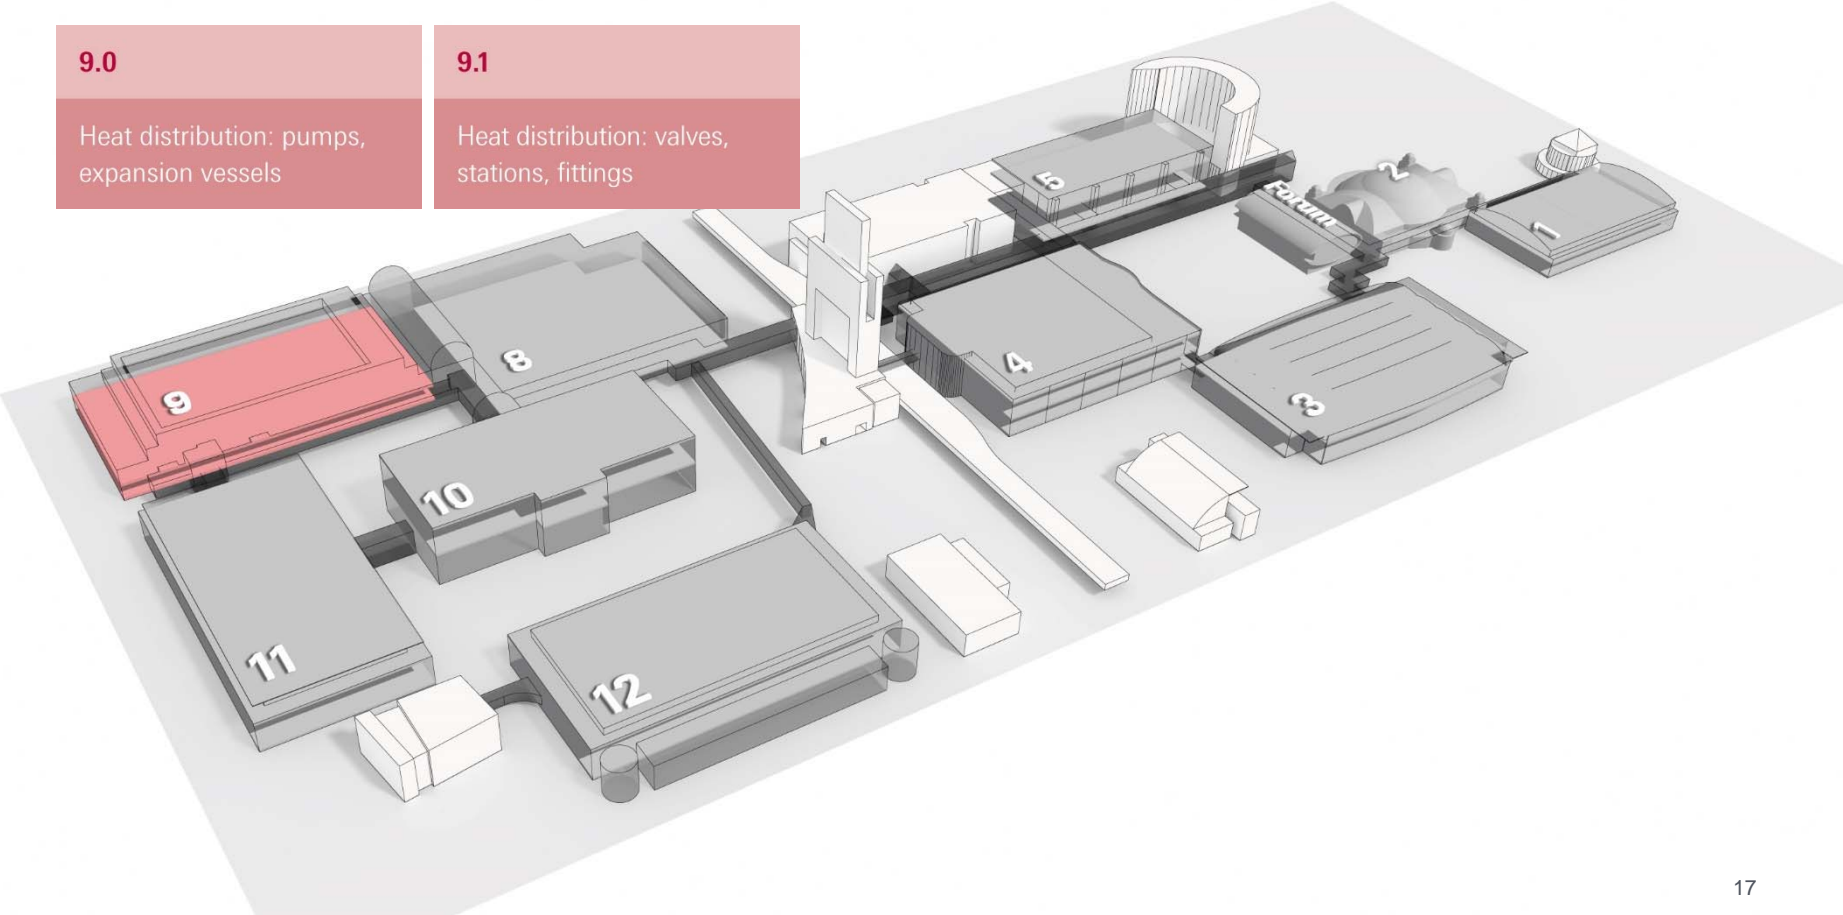 9.0
Heat distribution: pumps,
expansion vessels
9.1
Heat distribution: valves,
stations, fittings
5
2
Forum
1
8
4
9
3
10
11
12
17